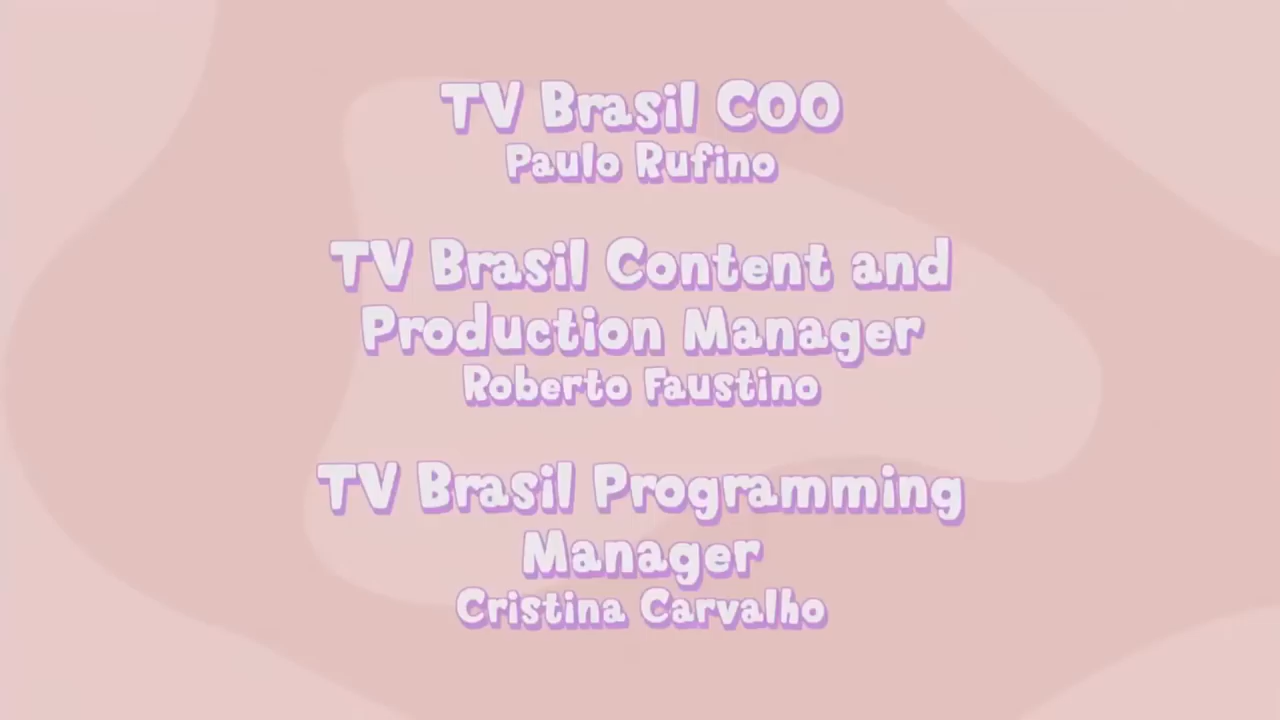 TV Brasil COO
Paulo Rufino
TV Brasil Content and
Production Manager
Roberto Faustino
TV Brasil Programming
Manager
Cristina Carvalho